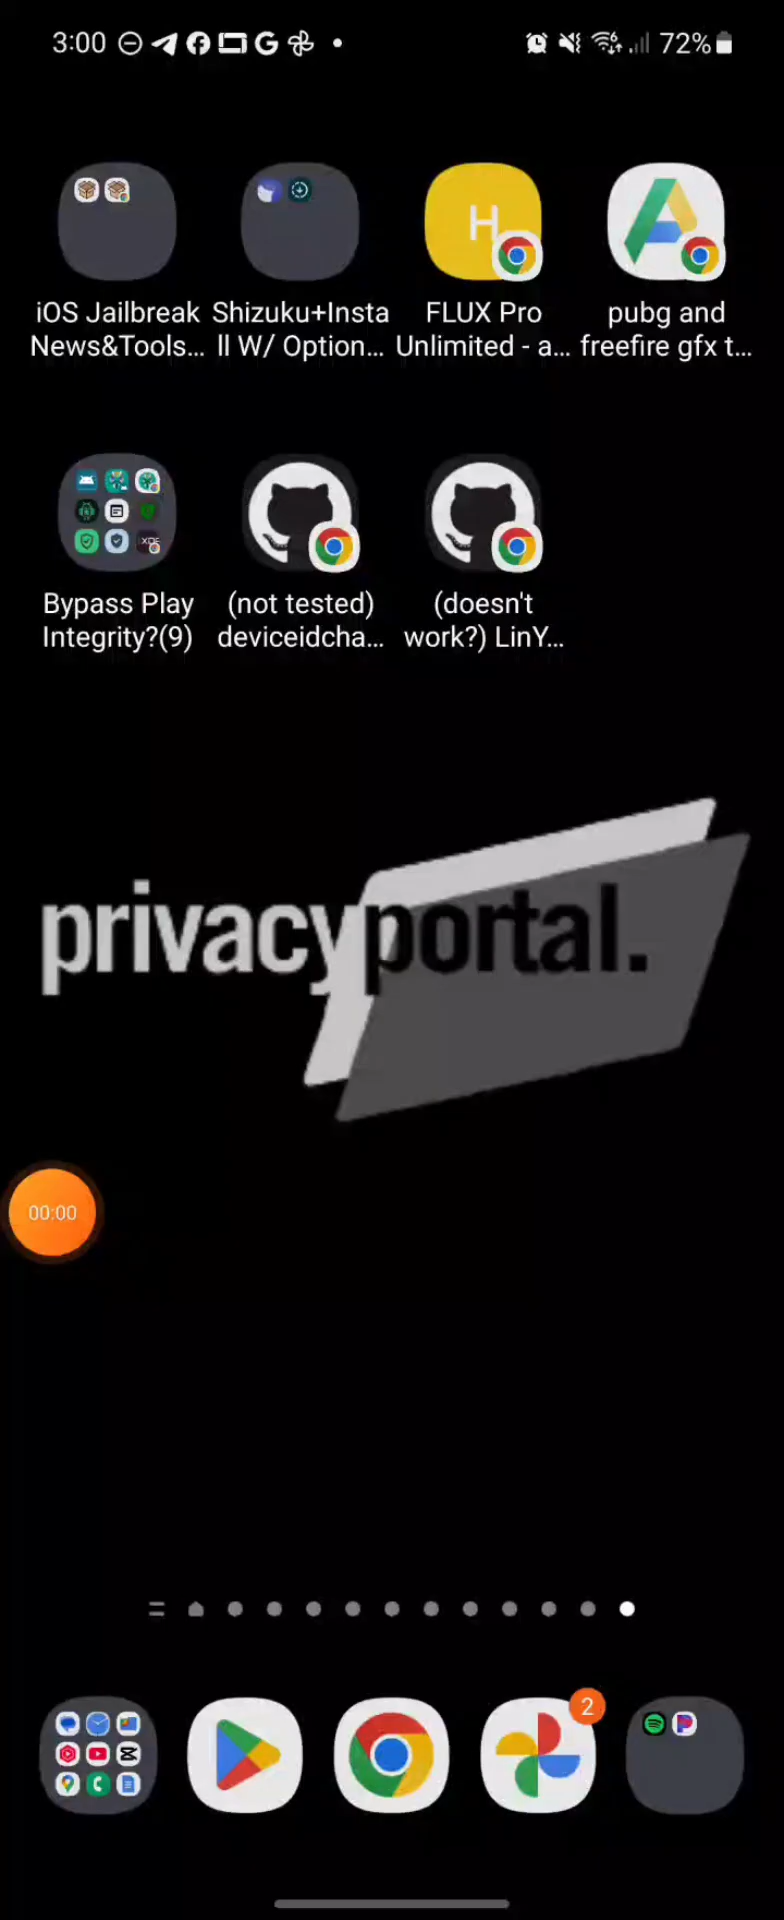 3:00
72%
iOS Jailbreak
News&Tools...
Shizuku+Insta
ll W/ Option...
H
FLUX Pro
Unlimited - a...
pubg and
freefire gfx t...
Bypass Play
Integrity?(9)
(not tested)
deviceidcha...
(doesn't
work?) LinY...
privacyportal.
00:00
2